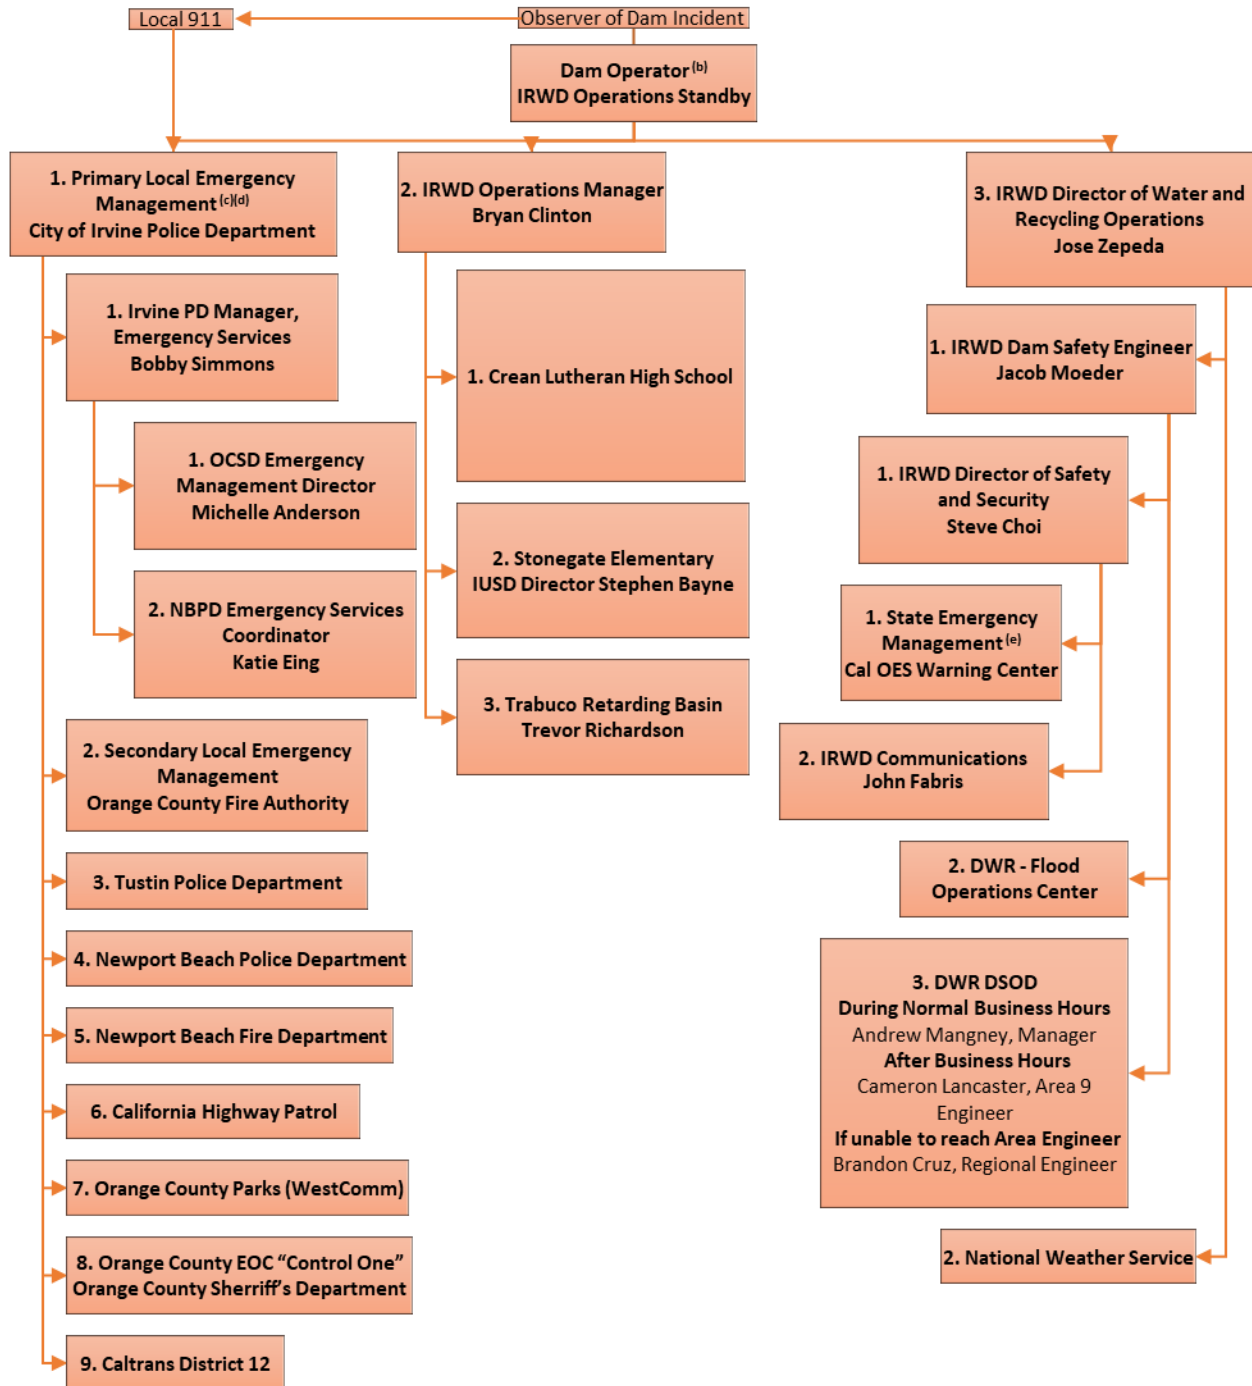 Local 911
Observer of Dam Incident
Dam Operator (b)
IRWD Operations Standby
1. Primary Local Emergency
Management (c)(d)
City of Irvine Police Department
1. Irvine PD Manager,
Emergency Services
Bobby Simmons
1. OCSD Emergency
Management Director
Michelle Anderson
2. NBPD Emergency Services
Coordinator
Katie Eing
2. Secondary Local Emergency
Management
Orange County Fire Authority
3. Tustin Police Department
4. Newport Beach Police Department
5. Newport Beach Fire Department
6. California Highway Patrol
7. Orange County Parks (WestComm)
8. Orange County EOC “Control One”
Orange County Sherriff’s Department
9. Caltrans District 12
2. IRWD Operations Manager
Bryan Clinton
1. Crean Lutheran High School
2. Stonegate Elementary
IUSD Director Stephen Bayne
3. Trabuco Retarding Basin
Trevor Richardson
3. IRWD Director of Water and
Recycling Operations
Jose Zepeda
1. IRWD Dam Safety Engineer
Jacob Moeder
1. IRWD Director of Safety
and Security
Steve Choi
1. State Emergency
Management (e)
Cal OES Warning Center
2. IRWD Communications
John Fabris
2. DWR - Flood
Operations Center
3. DWR DSOD
During Normal Business Hours
Andrew Mangney, Manager
After Business Hours
Cameron Lancaster, Area 9
Engineer
If unable to reach Area Engineer
Brandon Cruz, Regional Engineer
2. National Weather Service